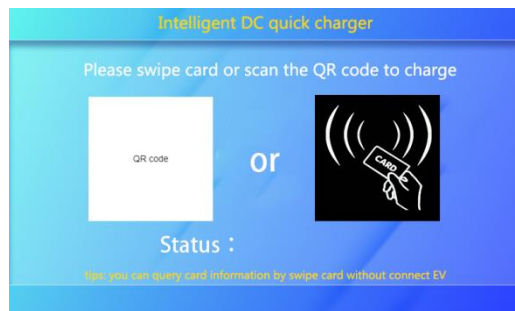 Intelligent DC quick charger
Please swipe card or scan the QR code to charge
QR code
or
CARD
Status：
tips: you can query card information by swipe card without connect EV